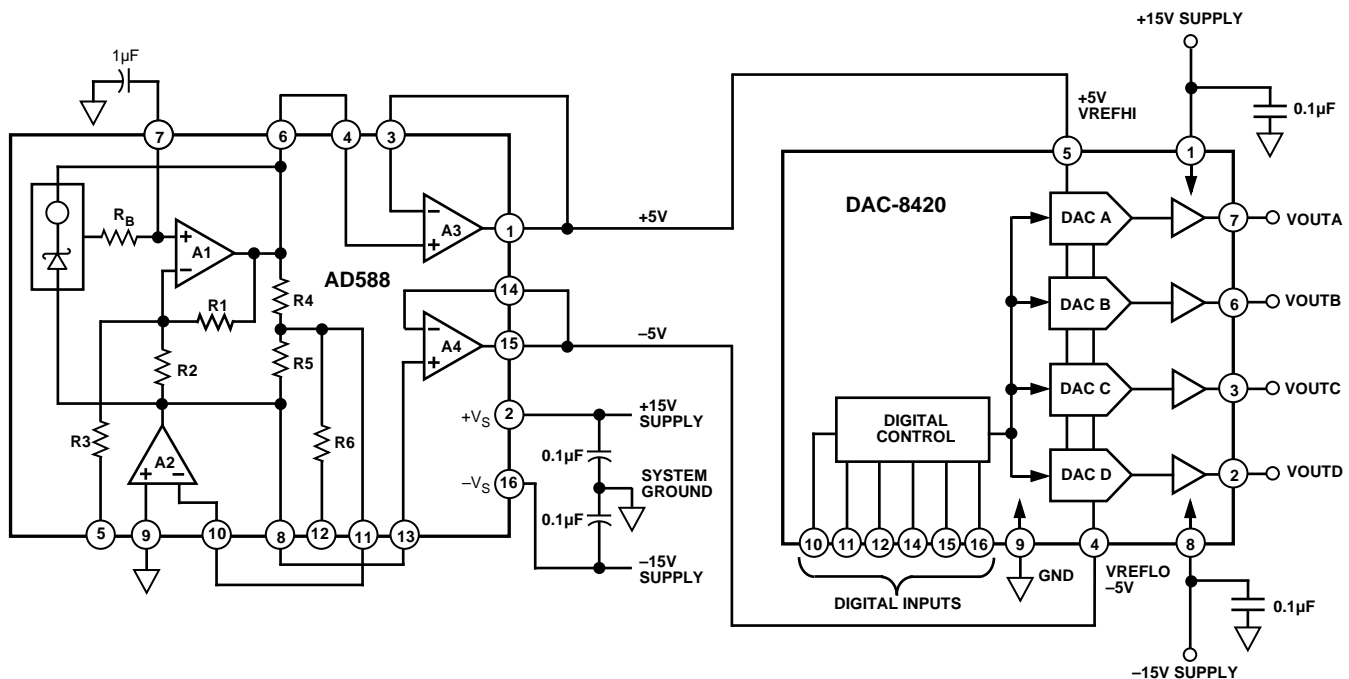 +15V SUPPLY
1µF
0.1µF
+5V
VREFHI
7
6
4
3
5
1
DAC-8420
R_B
A1
A3
1
+5V
DAC A
7
VOUTA
AD588
R4
R1
14
DAC B
6
VOUTB
R2
R5
A4
15
–5V
DAC C
3
VOUTC
+V_S
2
+15V
SUPPLY
DIGITAL
CONTROL
R3
R6
A2
0.1µF
SYSTEM
GROUND
–V_S
16
DAC D
2
VOUTD
0.1µF
5
9
10
8
12
11
13
–15V
SUPPLY
10
11
12
14
15
16
9
4
8
GND
VREFLO
–5V
DIGITAL INPUTS
0.1µF
–15V SUPPLY